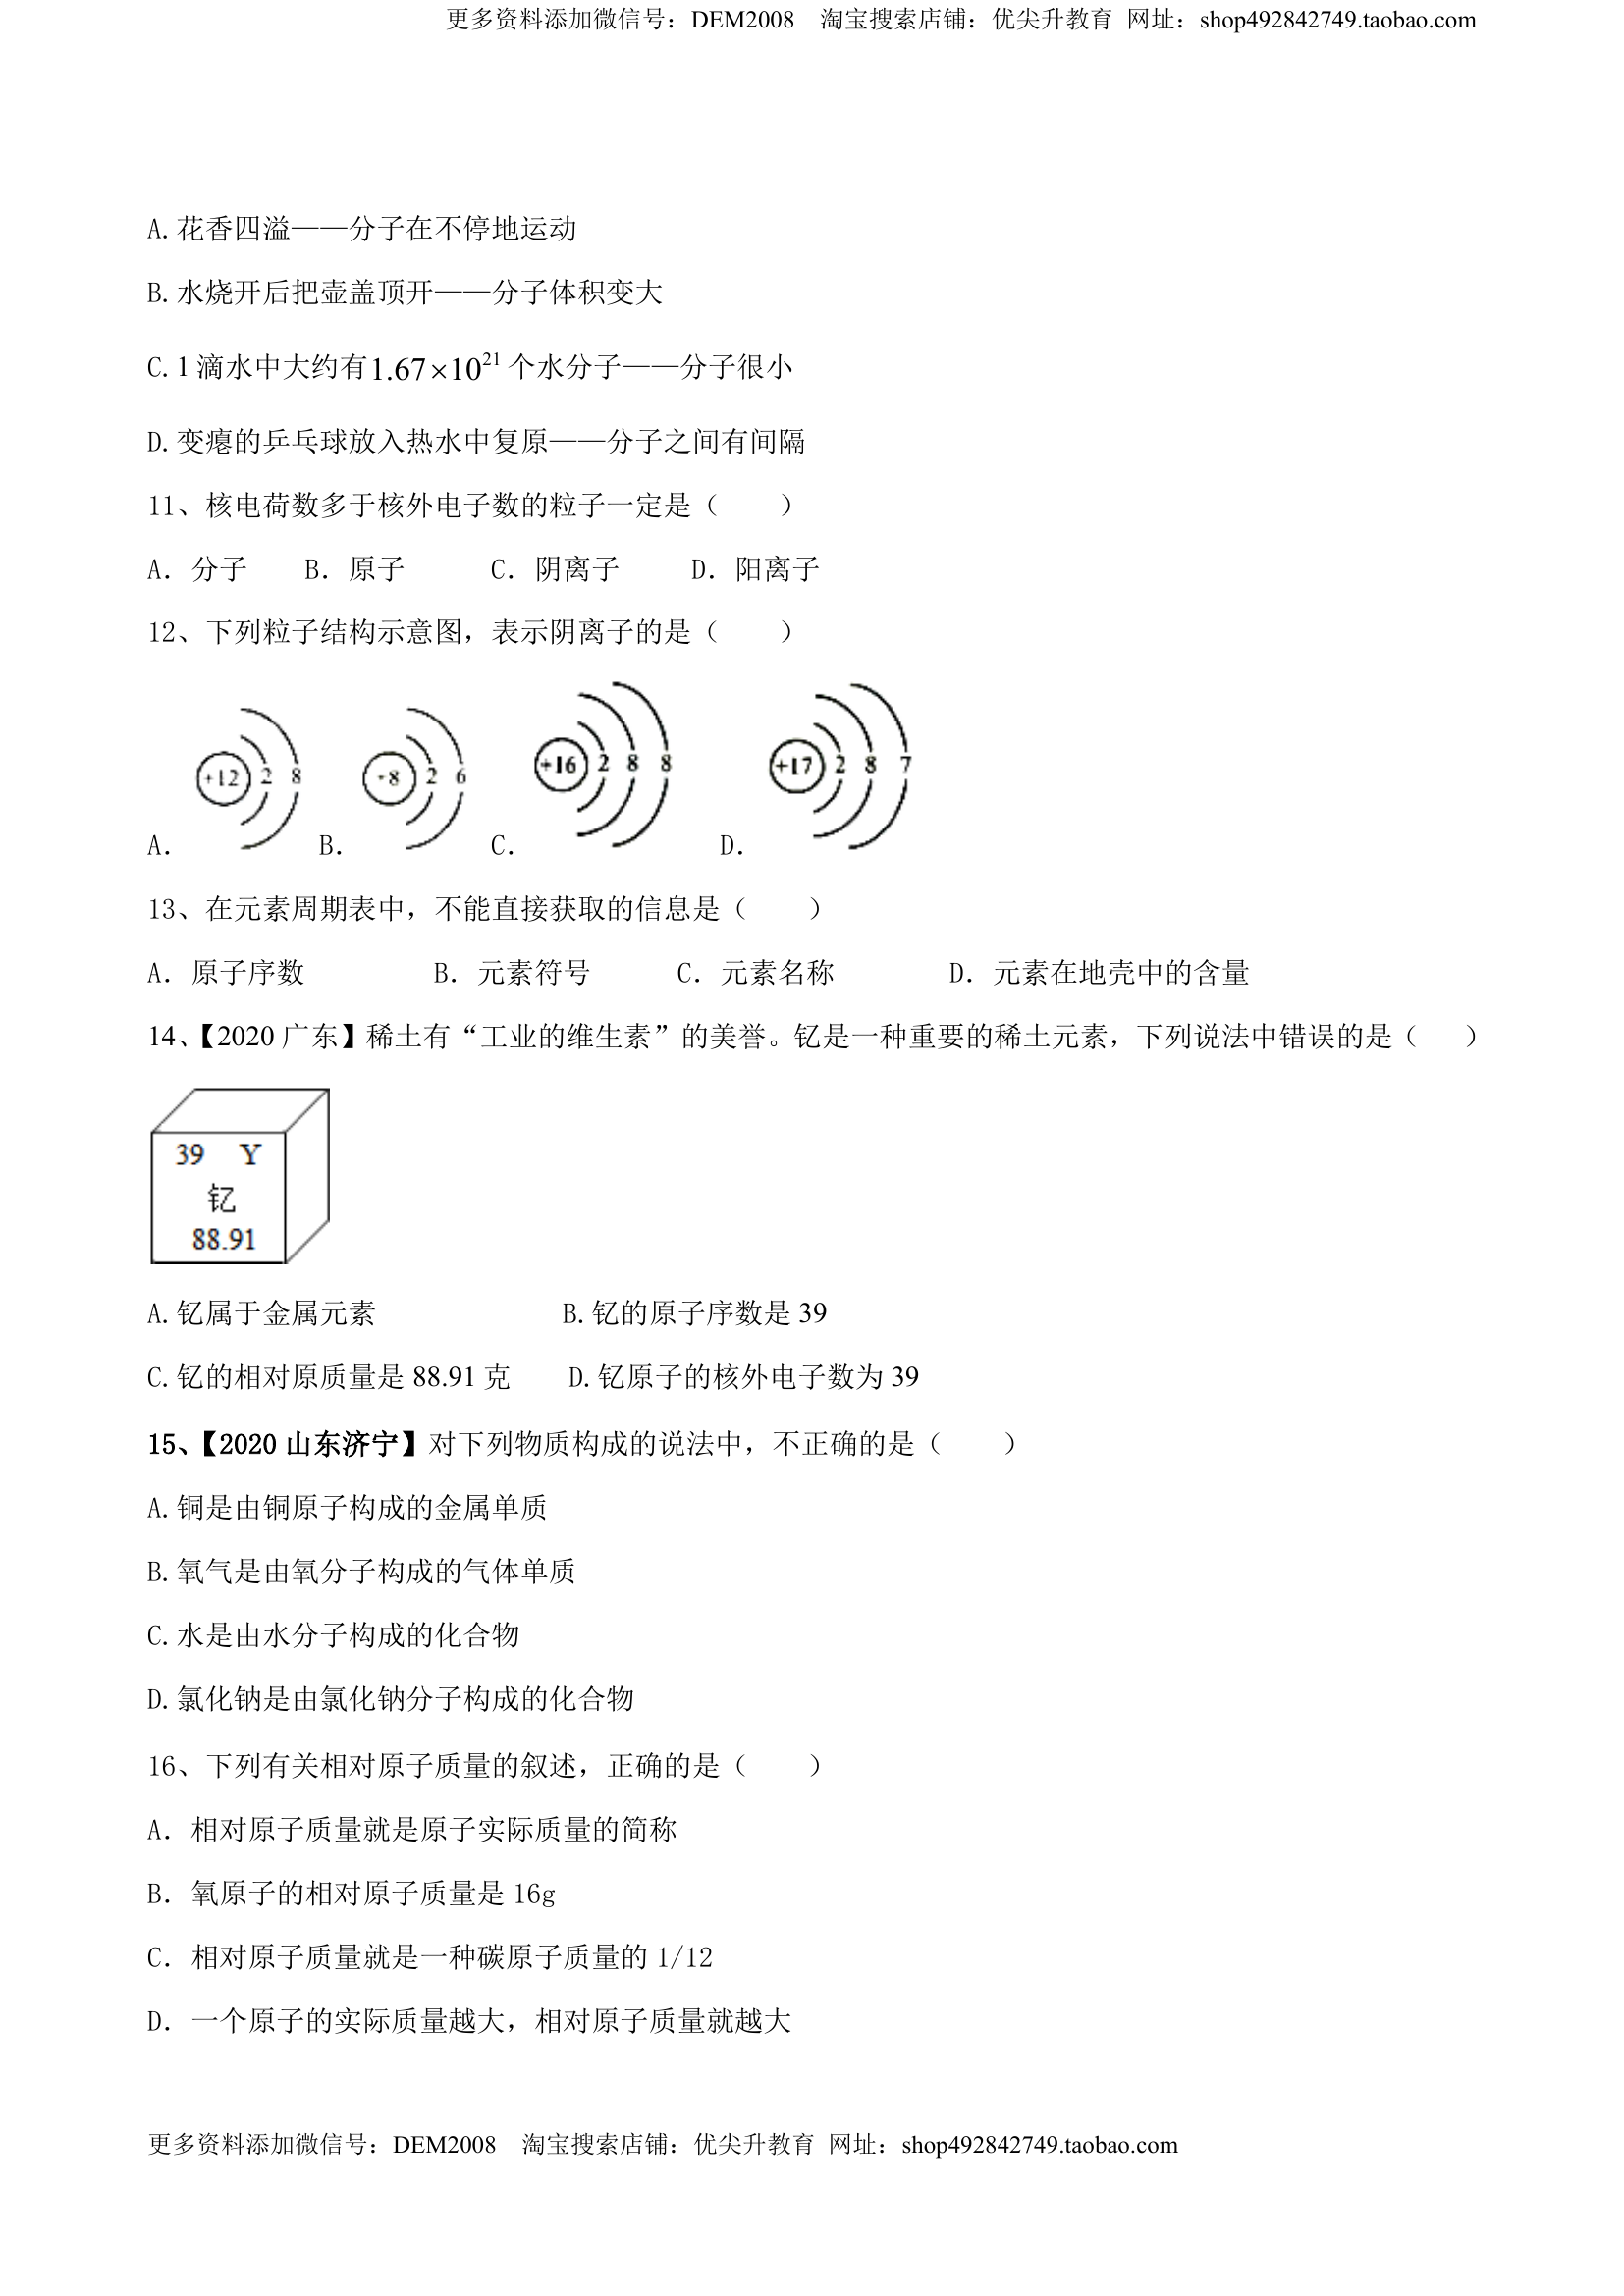 更多资料添加微信号：DEM2008 淘宝搜索店铺：优尖升教育 网址：shop492842749.taobao.com
A.花香四溢——分子在不停地运动
B.水烧开后把壶盖顶开——分子体积变大
C.1滴水中大约有1.67×10²¹个水分子——分子很小
D.变瘪的乒乓球放入热水中复原——分子之间有间隔
11、核电荷数多于核外电子数的粒子一定是（ ）
A．分子 B．原子 C．阴离子 D．阳离子
12、下列粒子结构示意图，表示阴离子的是（ ）
+12 2 8 +8 2 6 +16 2 8 8 +17 2 8 7
A． B． C． D．
13、在元素周期表中，不能直接获取的信息是（ ）
A．原子序数 B．元素符号 C．元素名称 D．元素在地壳中的含量
14、【2020广东】稀土有“工业的维生素”的美誉。钇是一种重要的稀土元素，下列说法中错误的是（ ）
39 Y
钇
88.91
A.钇属于金属元素 B.钇的原子序数是39
C.钇的相对原质量是88.91克 D.钇原子的核外电子数为39
15、【2020山东济宁】对下列物质构成的说法中，不正确的是（ ）
A.铜是由铜原子构成的金属单质
B.氧气是由氧分子构成的气体单质
C.水是由水分子构成的化合物
D.氯化钠是由氯化钠分子构成的化合物
16、下列有关相对原子质量的叙述，正确的是（ ）
A．相对原子质量就是原子实际质量的简称
B．氧原子的相对原子质量是16g
C．相对原子质量就是一种碳原子质量的1/12
D．一个原子的实际质量越大，相对原子质量就越大
更多资料添加微信号：DEM2008 淘宝搜索店铺：优尖升教育 网址：shop492842749.taobao.com